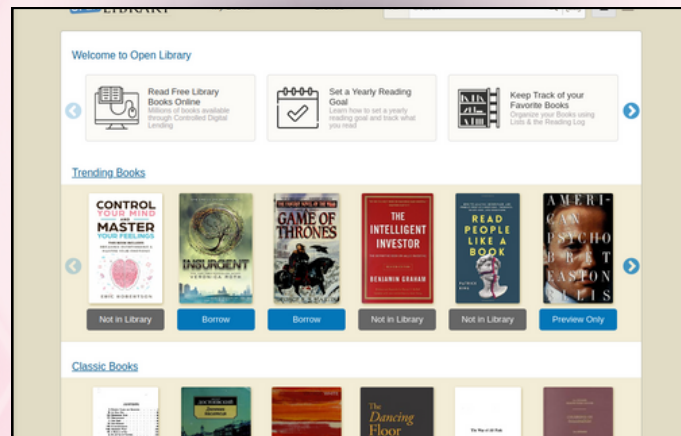 LIBRARY
Welcome to Open Library
Read Free Library
Books Online
Millions of books available
through Controlled Digital
Lending
Set a Yearly Reading
Goal
Learn how to set a yearly
reading goal and track what
you read
Keep Track of your
Favorite Books
Organize your Books using
Lists & the Reading Log
Trending Books
CONTROL
YOUR MIND
AND
MASTER
YOUR FEELINGS
ERIC ROBERTSON
INSURGENT
VERONICA ROTH
A
GAME OF
THRONES
GEORGE R. R. MARTIN
THE
INTELLIGENT
INVESTOR
BENJAMIN GRAHAM
READ
PEOPLE
LIKE A
BOOK
PATRICK
KING
AMERI-
CAN
PSYCHO
BRET
EASTON
ELLIS
Not in Library
Borrow
Borrow
Not in Library
Not in Library
Preview Only
Classic Books
The
Dancing
Floor